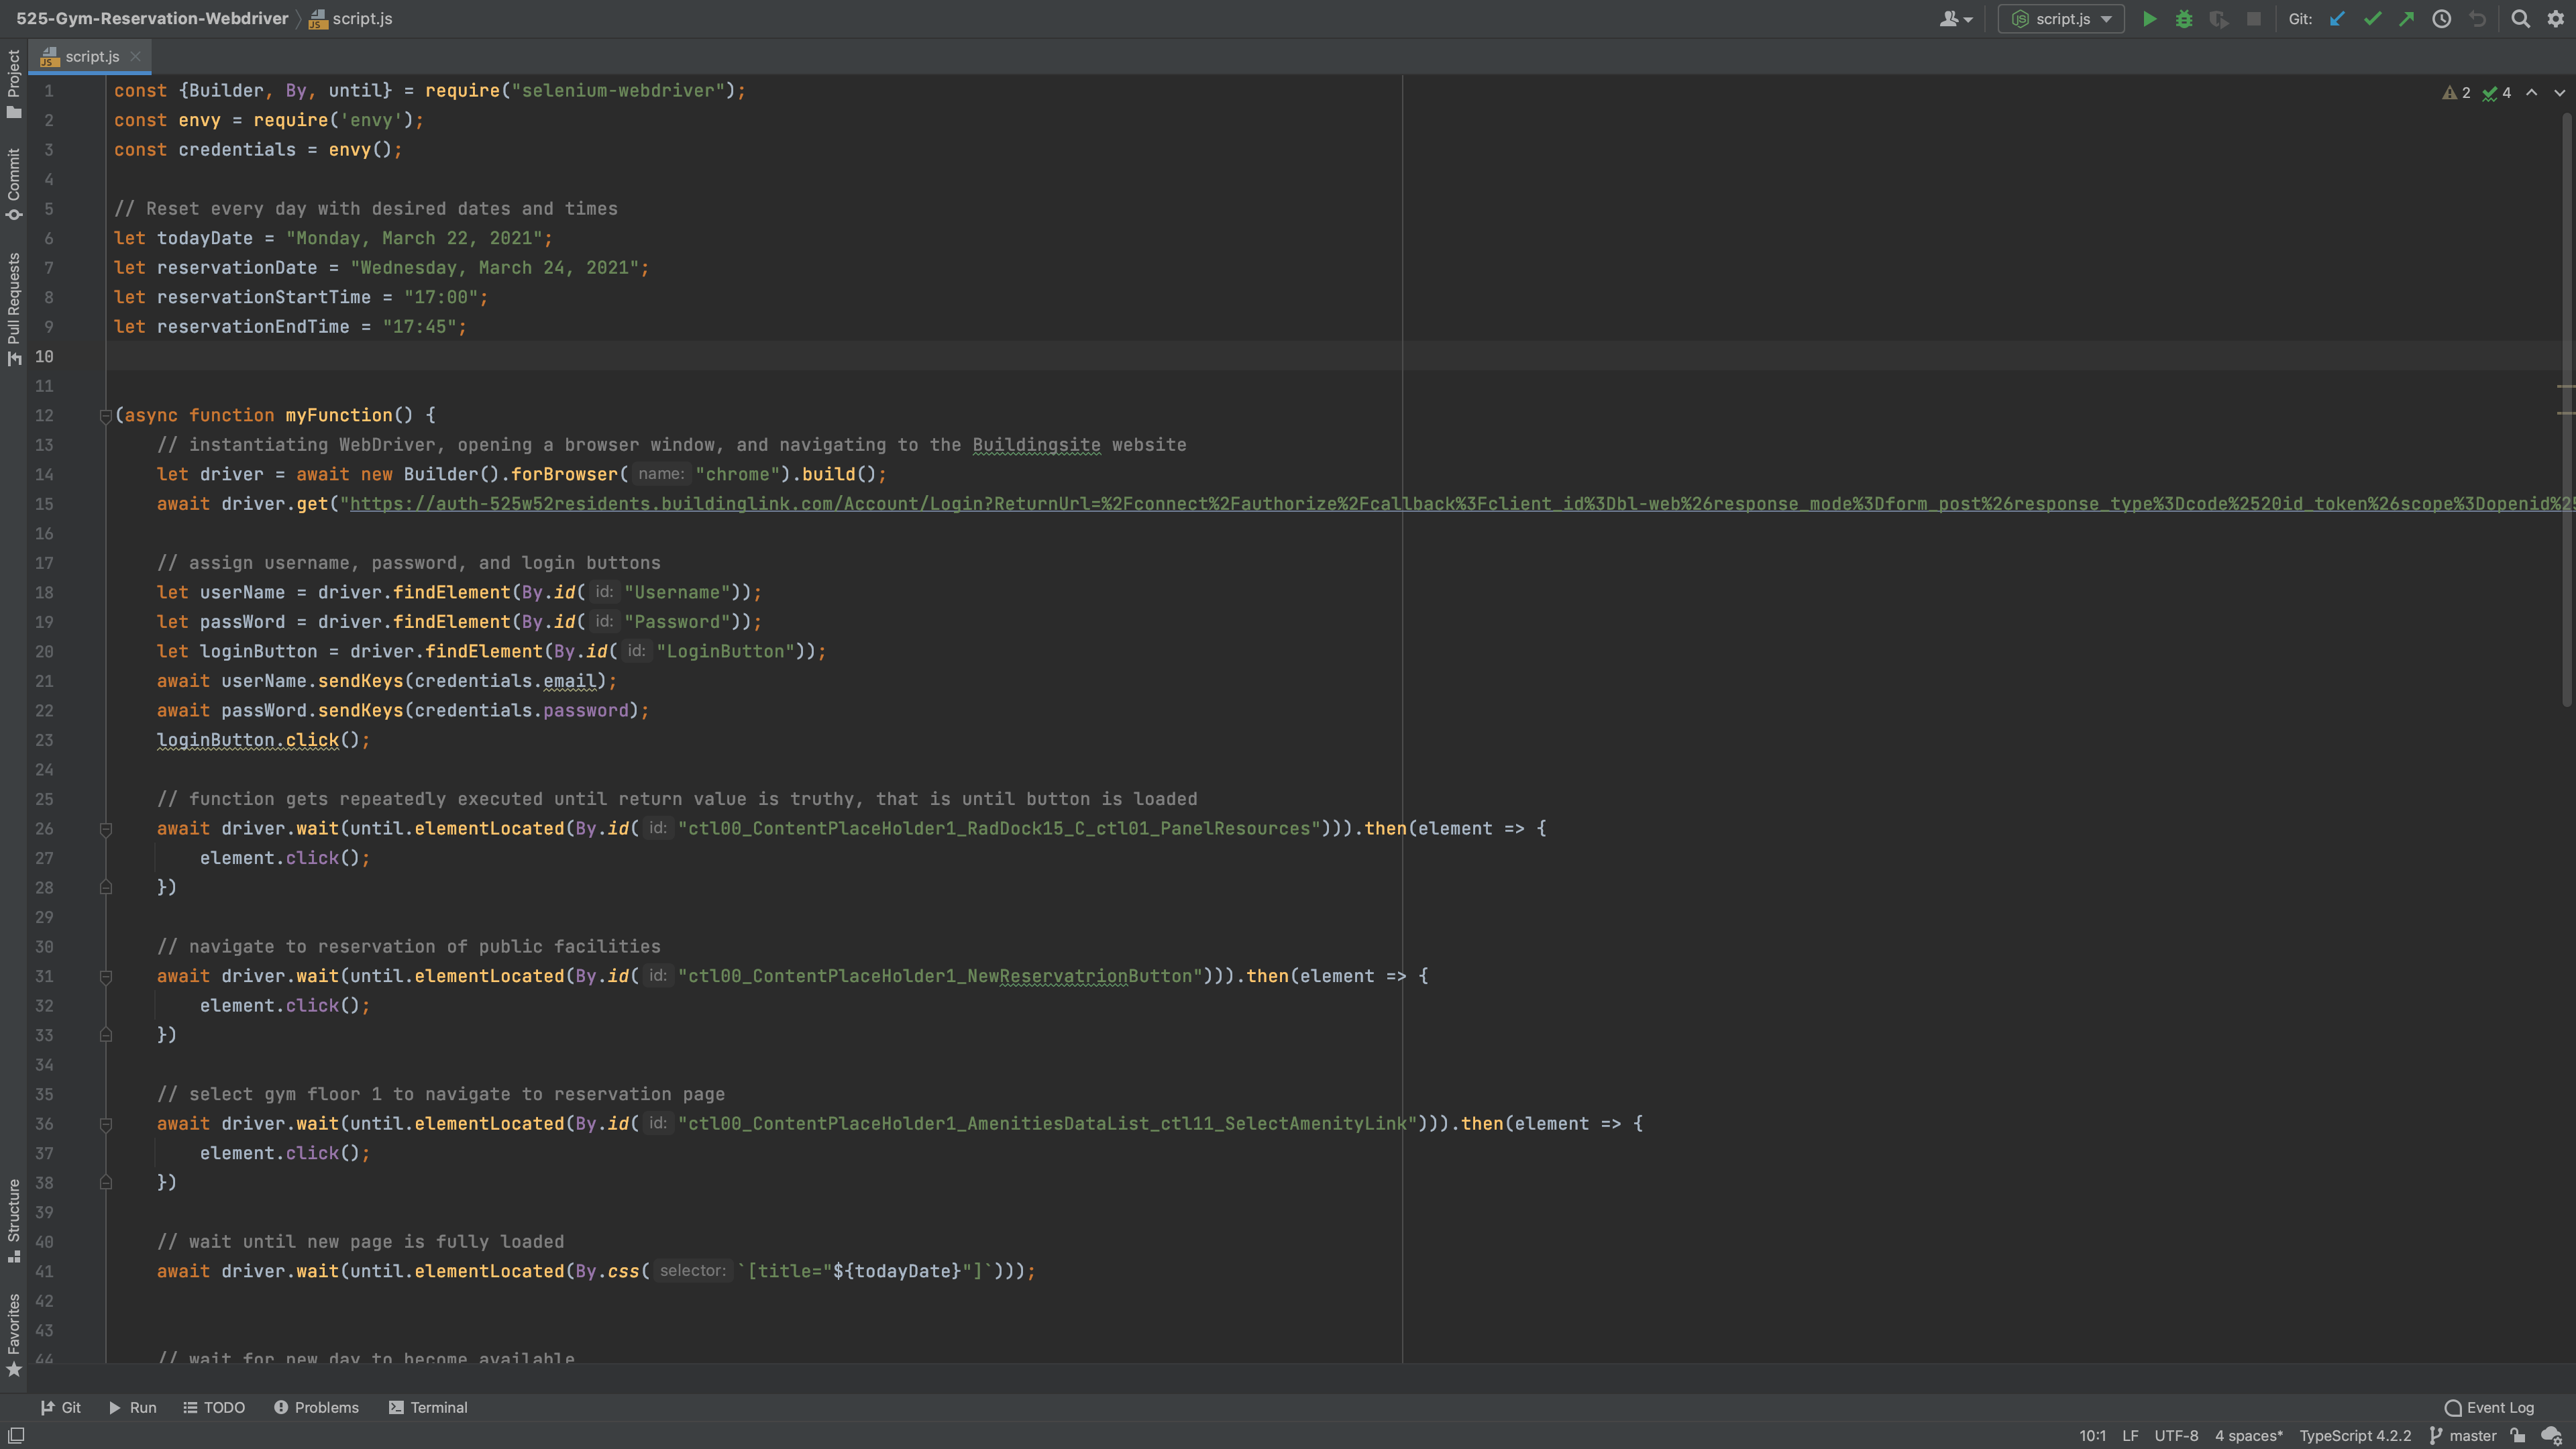 525-Gym-Reservation-Webdriver script.js
script.js Git:
Project
Commit
Pull Requests
Structure
Favorites
script.js
2 4
1 const {Builder, By, until} = require("selenium-webdriver");
2 const envy = require('envy');
3 const credentials = envy();
4
5 // Reset every day with desired dates and times
6 let todayDate = "Monday, March 22, 2021";
7 let reservationDate = "Wednesday, March 24, 2021";
8 let reservationStartTime = "17:00";
9 let reservationEndTime = "17:45";
10
11
12 (async function myFunction() {
13 // instantiating WebDriver, opening a browser window, and navigating to the Buildingsite website
14 let driver = await new Builder().forBrowser( name: "chrome").build();
15 await driver.get("https://auth-525w52residents.buildinglink.com/Account/Login?ReturnUrl=%2Fconnect%2Fauthorize%2Fcallback%3Fclient_id%3Dbl-web%26response_mode%3Dform_post%26response_type%3Dcode%2520id_token%26scope%3Dopenid%25
16
17 // assign username, password, and login buttons
18 let userName = driver.findElement(By.id( id: "Username"));
19 let passWord = driver.findElement(By.id( id: "Password"));
20 let loginButton = driver.findElement(By.id( id: "LoginButton"));
21 await userName.sendKeys(credentials.email);
22 await passWord.sendKeys(credentials.password);
23 loginButton.click();
24
25 // function gets repeatedly executed until return value is truthy, that is until button is loaded
26 await driver.wait(until.elementLocated(By.id( id: "ctl00_ContentPlaceHolder1_RadDock15_C_ctl01_PanelResources"))).then(element => {
27 element.click();
28 })
29
30 // navigate to reservation of public facilities
31 await driver.wait(until.elementLocated(By.id( id: "ctl00_ContentPlaceHolder1_NewReservatrionButton"))).then(element => {
32 element.click();
33 })
34
35 // select gym floor 1 to navigate to reservation page
36 await driver.wait(until.elementLocated(By.id( id: "ctl00_ContentPlaceHolder1_AmenitiesDataList_ctl11_SelectAmenityLink"))).then(element => {
37 element.click();
38 })
39
40 // wait until new page is fully loaded
41 await driver.wait(until.elementLocated(By.css( selector: `[title="${todayDate}"]`)));
42
43
44 // wait for new day to become available
Git Run TODO Problems Terminal Event Log
10:1 LF UTF-8 4 spaces* TypeScript 4.2.2 master